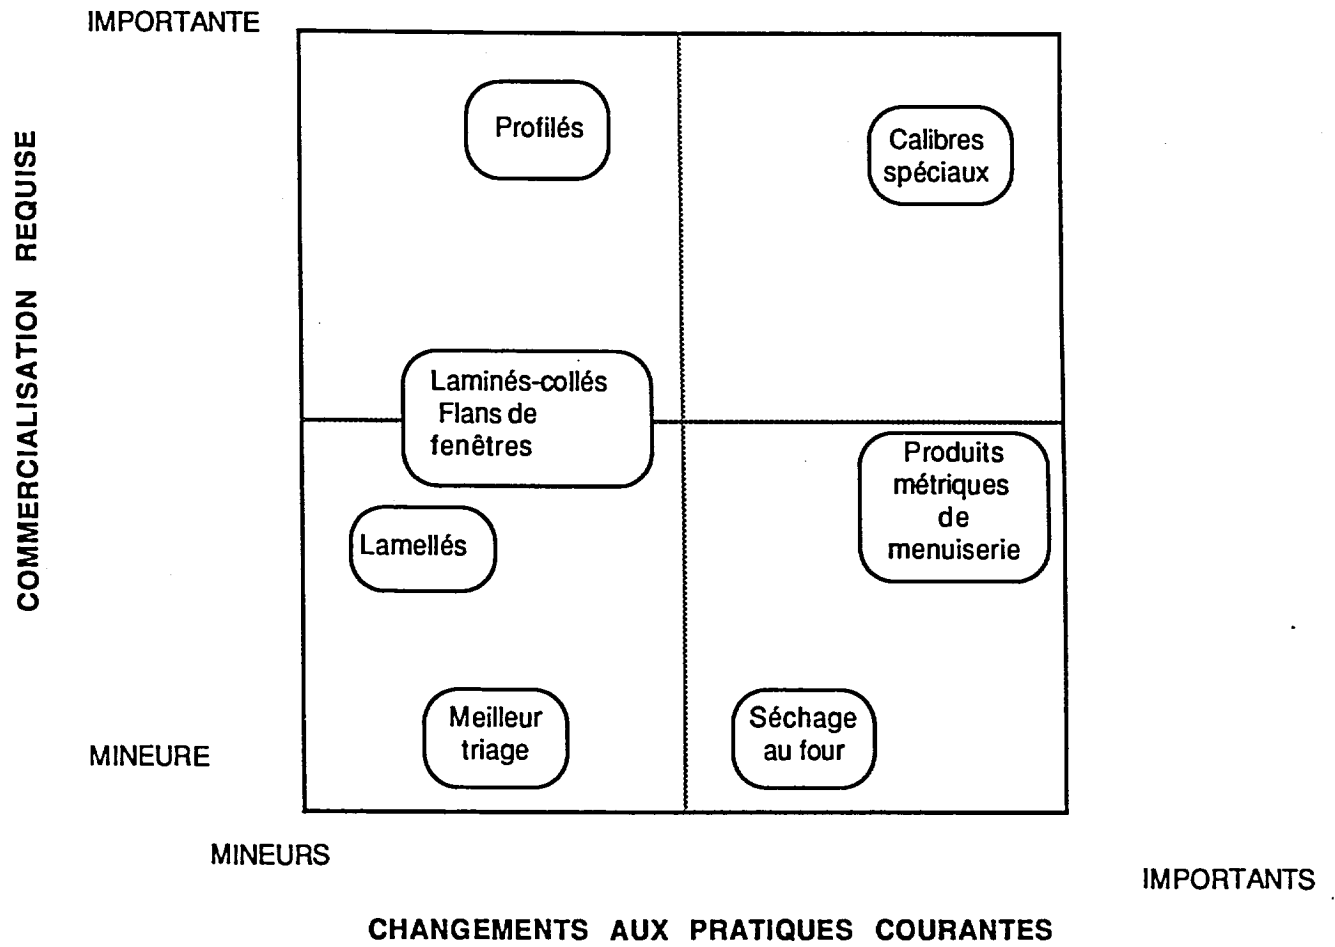 IMPORTANTE
COMMERCIALISATION REQUISE
Profilés
Calibres
spéciaux
Laminés-collés
Flans de
fenêtres
Produits
métriques
de
menuiserie
Lamellés
Meilleur
triage
Séchage
au four
MINEURE
MINEURS
IMPORTANTS
CHANGEMENTS AUX PRATIQUES COURANTES